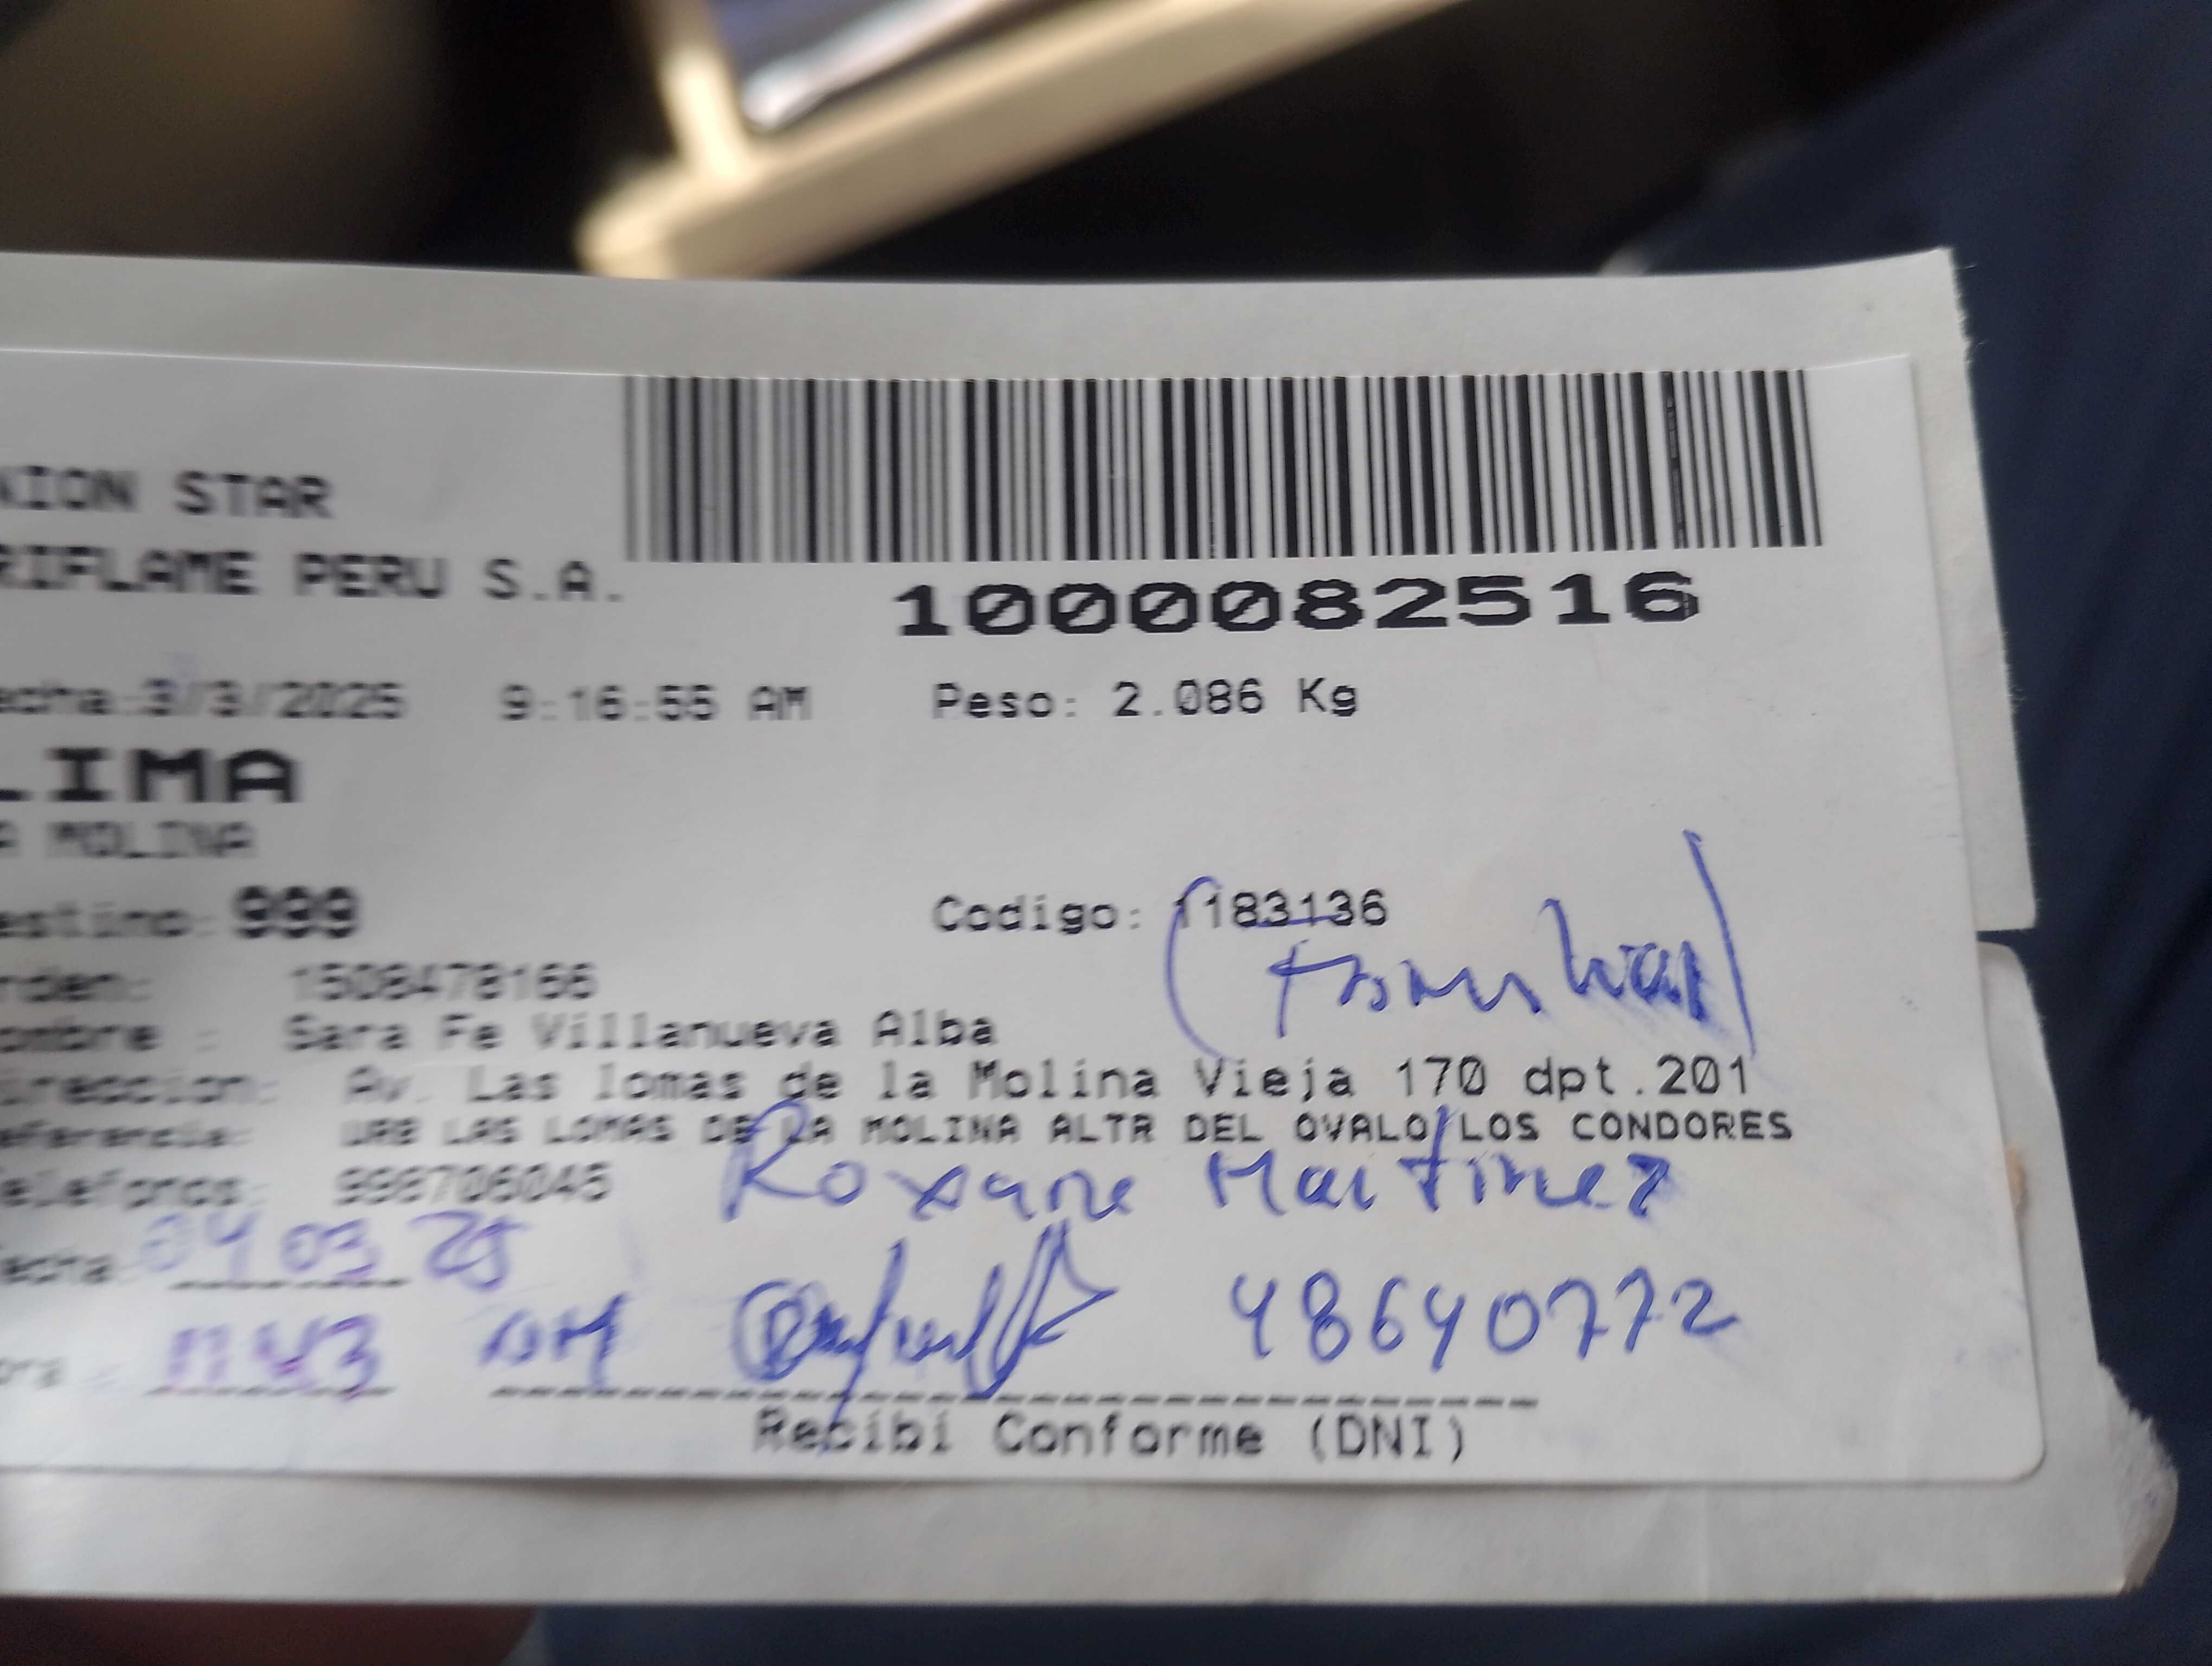 NION STAR
RIFLAME PERU S.A.
1000082516
echa:3/3/2025 9:16:55 AM Peso: 2.086 Kg
LIMA
A MOLINA
estino: 999 Codigo: 1183136
rden: 1508478166
ombre : Sara Fe Villanueva Alba
ireccion: Av. Las lomas de la Molina Vieja 170 dpt.201
eferencia: URB LAS LOMAS DE LA MOLINA ALTR DEL OVALO/LOS CONDORES
elefonos: 998706045 Roxane Martinez
echa 04 03 25
ora : 11:43 AM 48640772
Recibi Conforme (DNI)